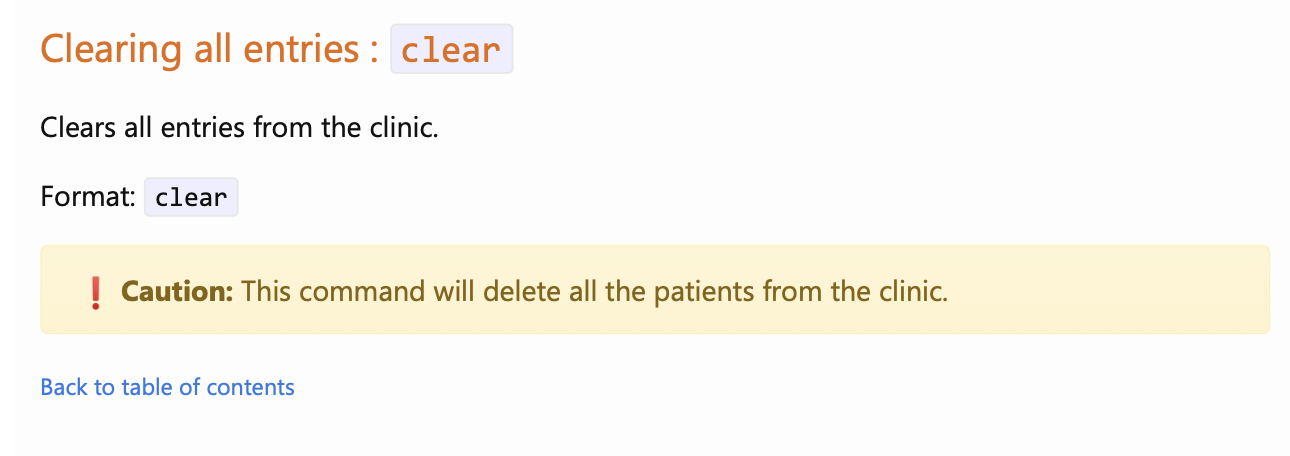 Clearing all entries : clear
Clears all entries from the clinic.
Format: clear
❗ Caution: This command will delete all the patients from the clinic.
Back to table of contents